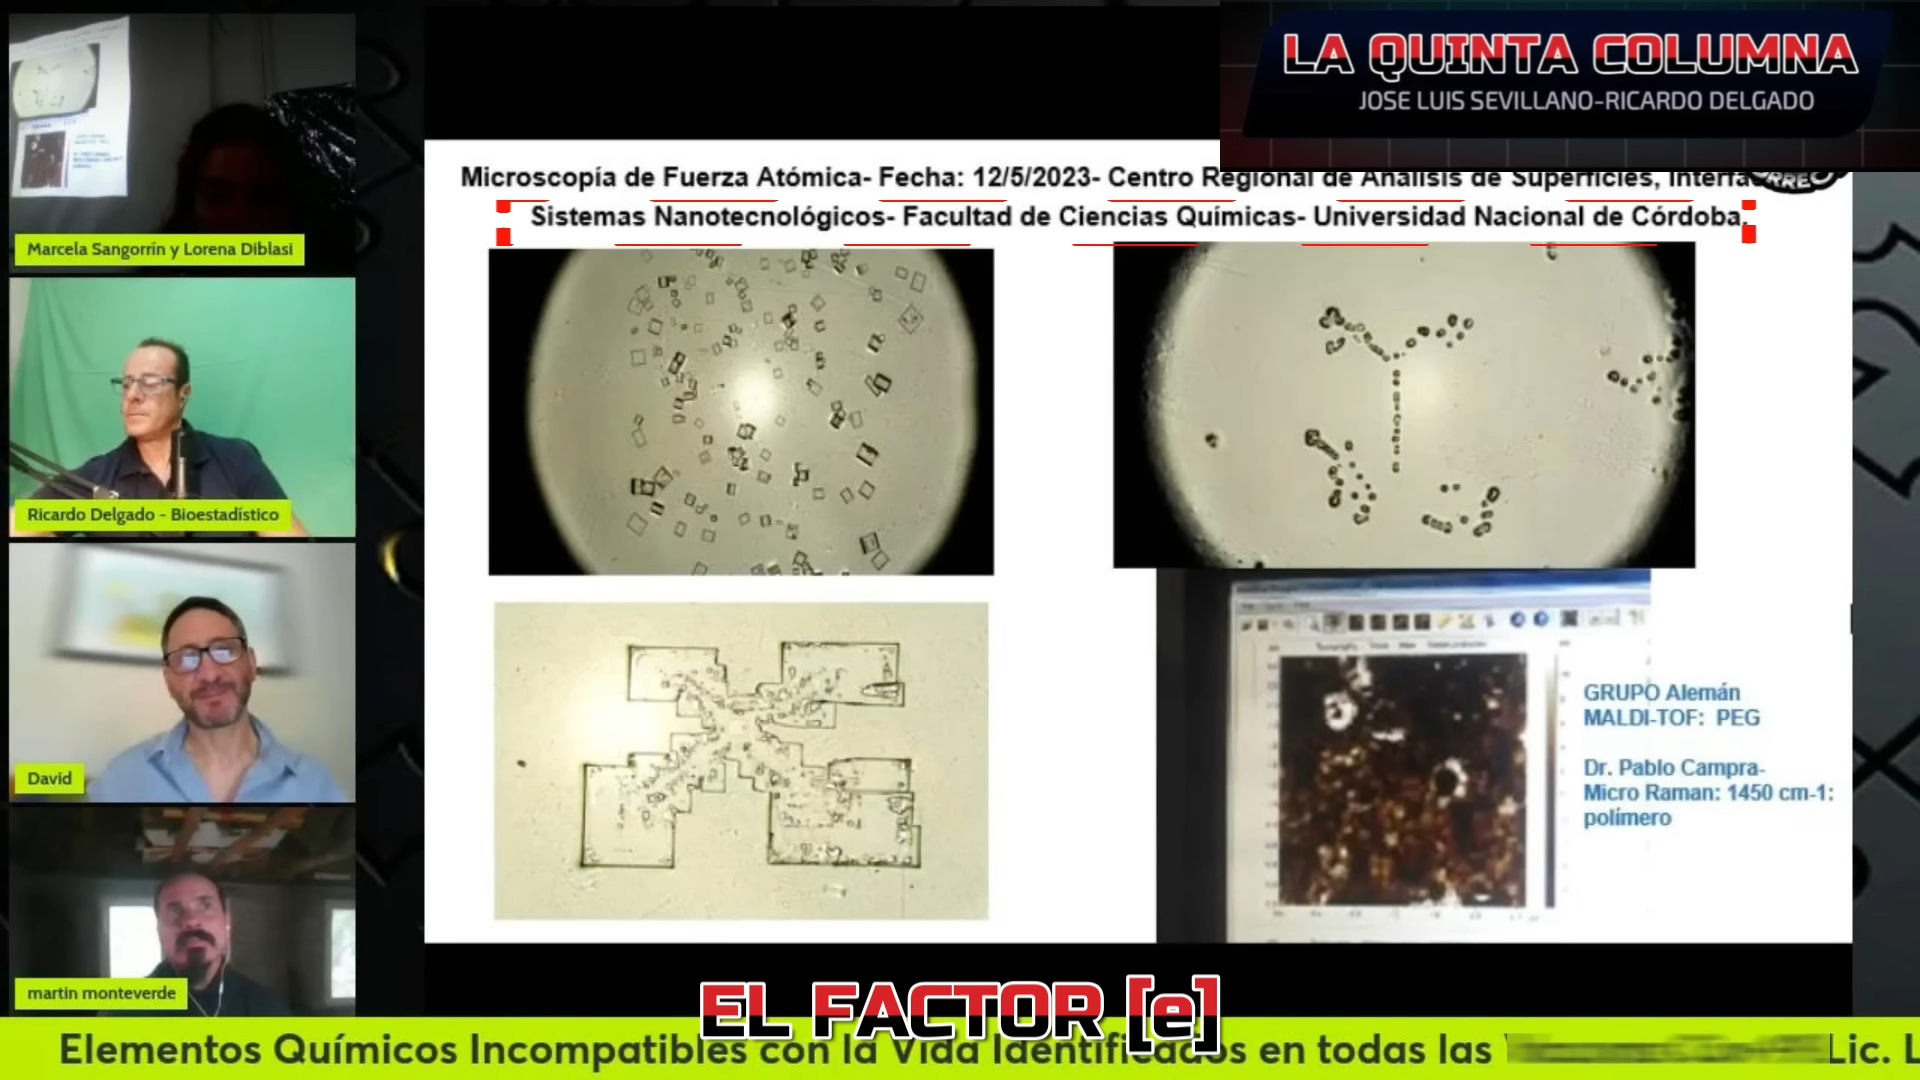 LA QUINTA COLUMNA
JOSE LUIS SEVILLANO-RICARDO DELGADO
Microscopía de Fuerza Atómica- Fecha: 12/5/2023- Centro Regional de Análisis de Superficies,
Sistemas Nanotecnológicos- Facultad de Ciencias Químicas- Universidad Nacional de Córdoba.
Marcela Sangorrín y Lorena Diblasi
Ricardo Delgado - Bioestadístico
David
martin monteverde
GRUPO Alemán
MALDI-TOF: PEG
Dr. Pablo Campra-
Micro Raman: 1450 cm-1:
polímero
EL FACTOR [e]
Elementos Químicos Incompatibles con la Vida Identificados en todas las Lic. L